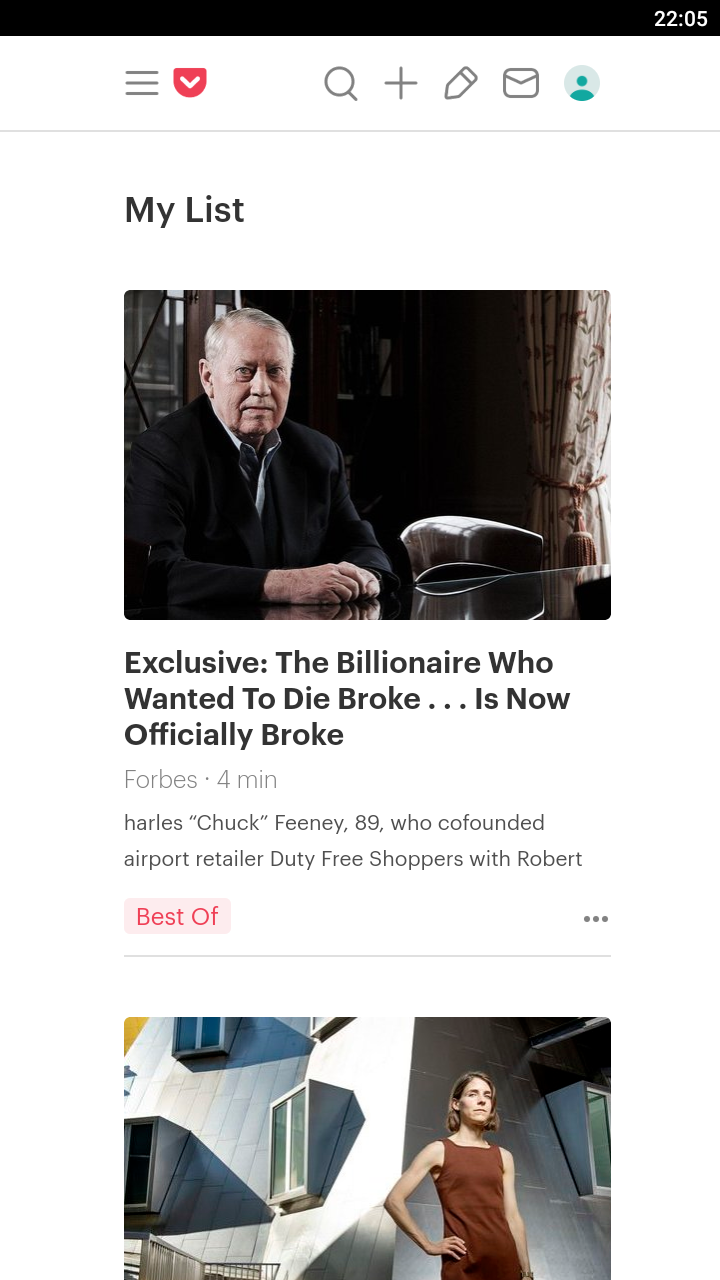 22:05
My List
Exclusive: The Billionaire Who
Wanted To Die Broke . . . Is Now
Officially Broke
Forbes · 4 min
harles “Chuck” Feeney, 89, who cofounded
airport retailer Duty Free Shoppers with Robert
Best Of